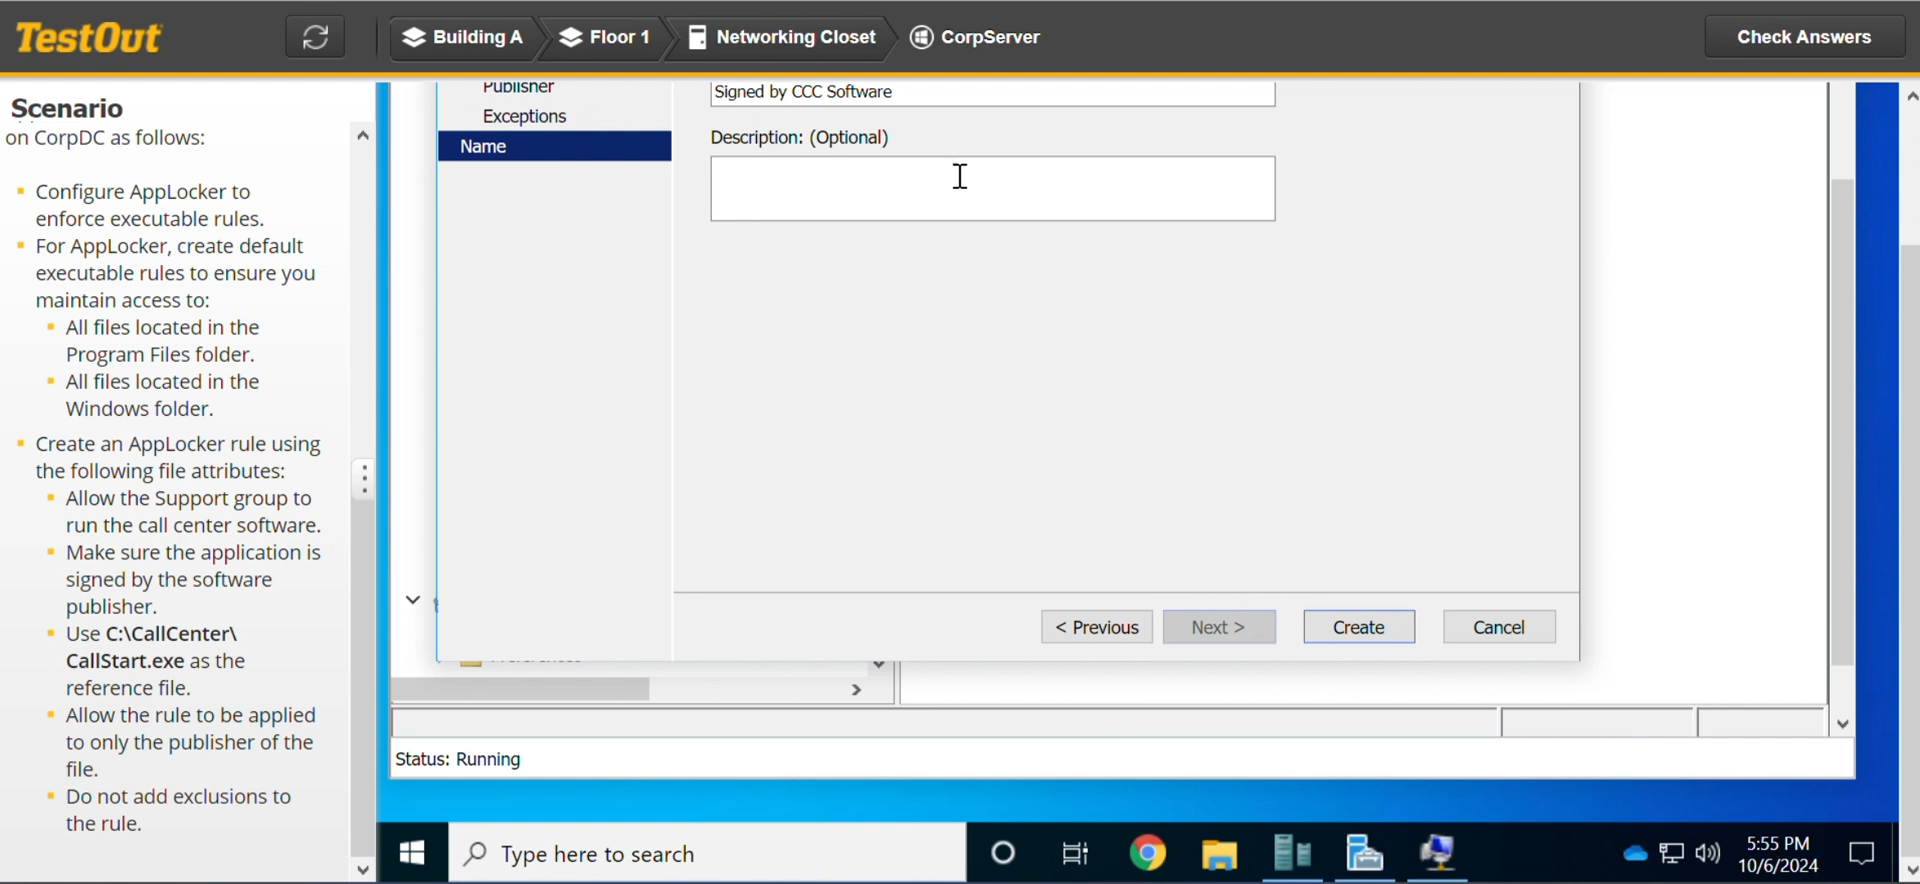 TestOut
Building A
Floor 1
Networking Closet
CorpServer
Check Answers
Scenario
on CorpDC as follows:
Configure AppLocker to
enforce executable rules.
For AppLocker, create default
executable rules to ensure you
maintain access to:
All files located in the
Program Files folder.
All files located in the
Windows folder.
Create an AppLocker rule using
the following file attributes:
Allow the Support group to
run the call center software.
Make sure the application is
signed by the software
publisher.
Use C:\CallCenter\
CallStart.exe as the
reference file.
Allow the rule to be applied
to only the publisher of the
file.
Do not add exclusions to
the rule.
Publisher
Exceptions
Name
Signed by CCC Software
Description: (Optional)
< Previous
Next >
Create
Cancel
Status: Running
Type here to search
5:55 PM
10/6/2024